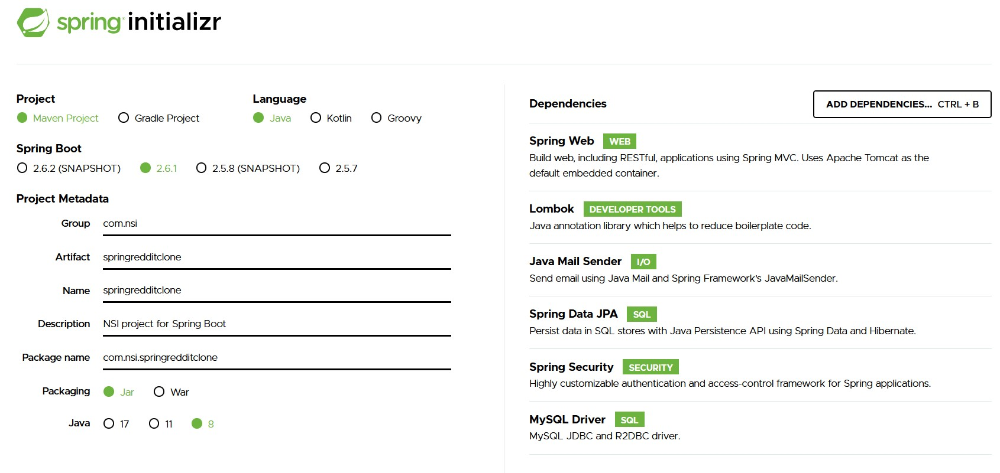 spring initializr
Project
Maven Project Gradle Project
Language
Java Kotlin Groovy
Spring Boot
2.6.2 (SNAPSHOT) 2.6.1 2.5.8 (SNAPSHOT) 2.5.7
Project Metadata
Group com.nsi
Artifact springredditclone
Name springredditclone
Description NSI project for Spring Boot
Package name com.nsi.springredditclone
Packaging Jar War
Java 17 11 8
Dependencies ADD DEPENDENCIES... CTRL + B
Spring Web WEB
Build web, including RESTful, applications using Spring MVC. Uses Apache Tomcat as the
default embedded container.
Lombok DEVELOPER TOOLS
Java annotation library which helps to reduce boilerplate code.
Java Mail Sender I/O
Send email using Java Mail and Spring Framework's JavaMailSender.
Spring Data JPA SQL
Persist data in SQL stores with Java Persistence API using Spring Data and Hibernate.
Spring Security SECURITY
Highly customizable authentication and access-control framework for Spring applications.
MySQL Driver SQL
MySQL JDBC and R2DBC driver.